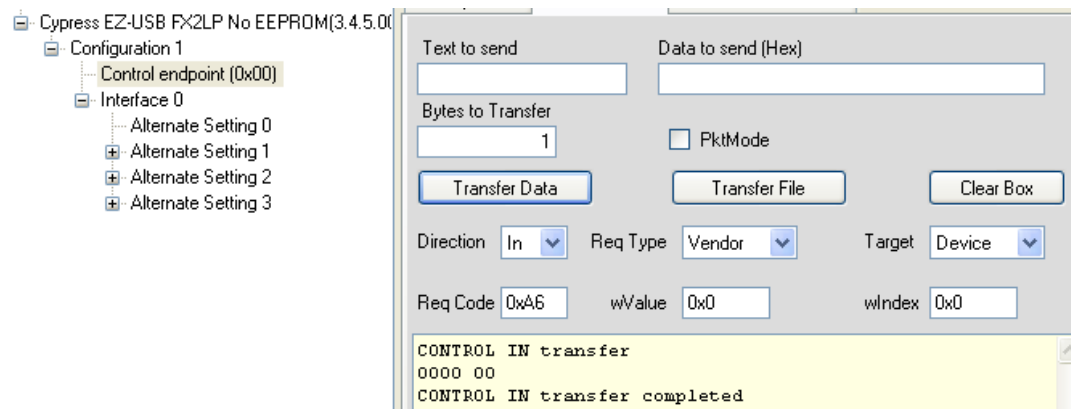 Cypress EZ-USB FX2LP No EEPROM(3.4.5.0(
Configuration 1
Control endpoint (0x00)
Interface 0
Alternate Setting 0
Alternate Setting 1
Alternate Setting 2
Alternate Setting 3
Text to send Data to send (Hex)
Bytes to Transfer
1 PktMode
Transfer Data Transfer File Clear Box
Direction In Req Type Vendor Target Device
Req Code 0xA6 wValue 0x0 wIndex 0x0
CONTROL IN transfer
0000 00
CONTROL IN transfer completed